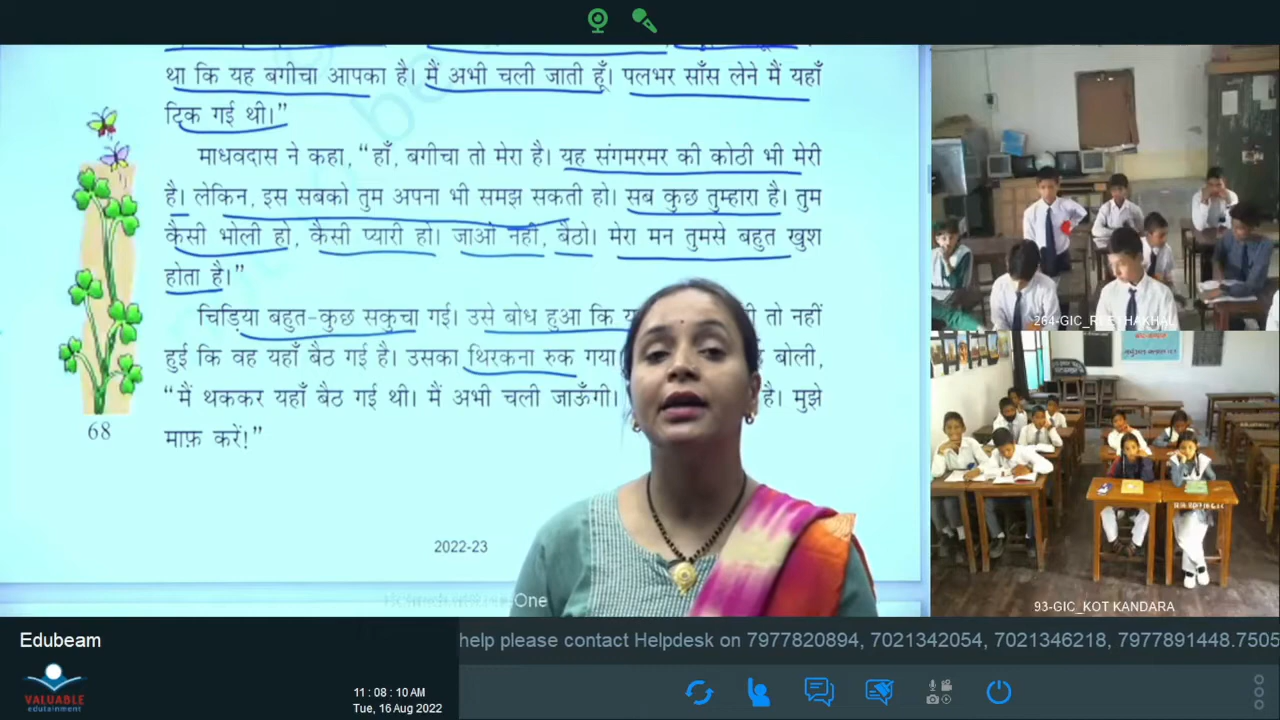 था कि यह बगीचा आपका है। मैं अभी चली जाती हूँ। पलभर साँस लेने मैं यहाँ
टिक गई थी।”
माधवदास ने कहा, “हाँ, बगीचा तो मेरा है। यह संगमरमर की कोठी भी मेरी
है। लेकिन, इस सबको तुम अपना भी समझ सकती हो। सब कुछ तुम्हारा है। तुम
कैसी भोली हो, कैसी प्यारी हो। जाओ नहीं, बैठो। मेरा मन तुमसे बहुत खुश
होता है।”
चिड़िया बहुत-कुछ सकुचा गई। उसे बोध हुआ कि तो नहीं
हुई कि वह यहाँ बैठ गई है। उसका थिरकना रुक गया बोली,
“मैं थककर यहाँ बैठ गई थी। मैं अभी चली जाऊँगी। है। मुझे
माफ़ करें!”
68
2022-23
One
264-GIC_
93-GIC_KOT KANDARA
Edubeam
help please contact Helpdesk on 7977820894, 7021342054, 7021346218, 7977891448.7505
VALUABLE
edutainment
11 : 08 : 10 AM
Tue, 16 Aug 2022